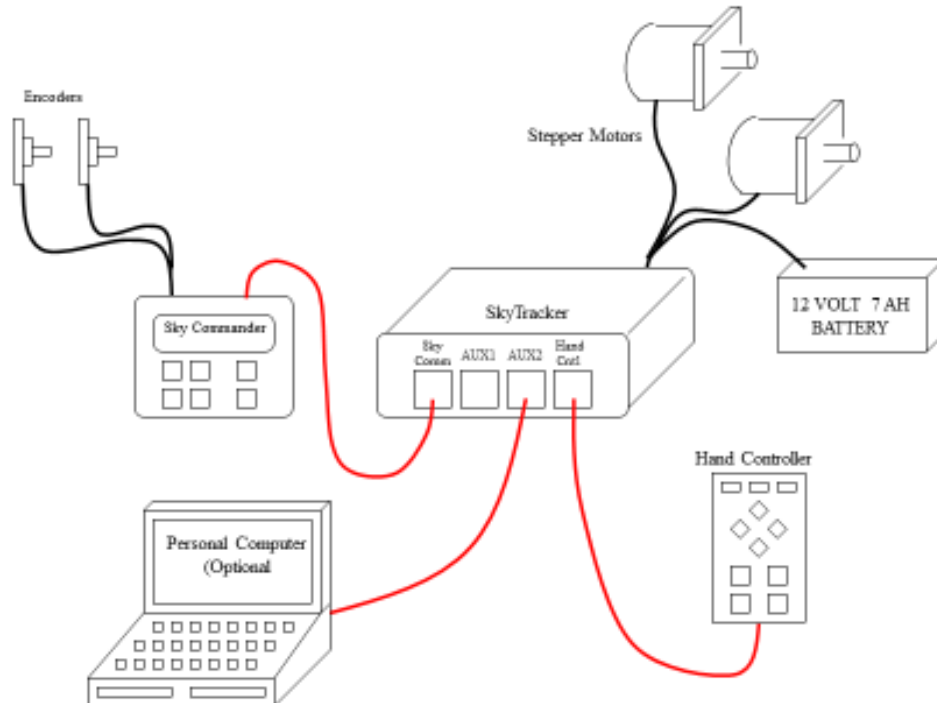 Encoders
Stepper Motors
12 VOLT 7 AH
BATTERY
SkyTracker
Sky Commander
Sky
Comm
AUX1
AUX2
Hand
Cntl
Hand Controller
Personal Computer
(Optional